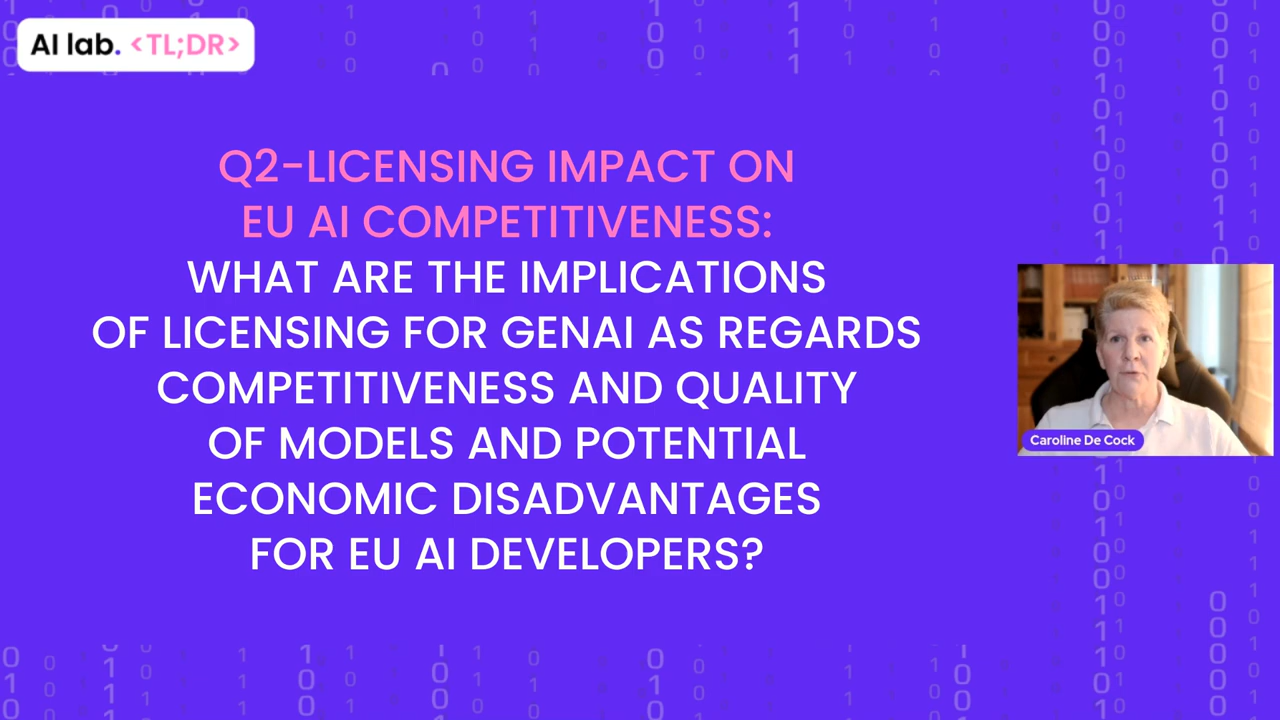 AI lab. <TL;DR>
Q2-LICENSING IMPACT ON
EU AI COMPETITIVENESS:
WHAT ARE THE IMPLICATIONS
OF LICENSING FOR GENAI AS REGARDS
COMPETITIVENESS AND QUALITY
OF MODELS AND POTENTIAL
ECONOMIC DISADVANTAGES
FOR EU AI DEVELOPERS?
Caroline De Cock